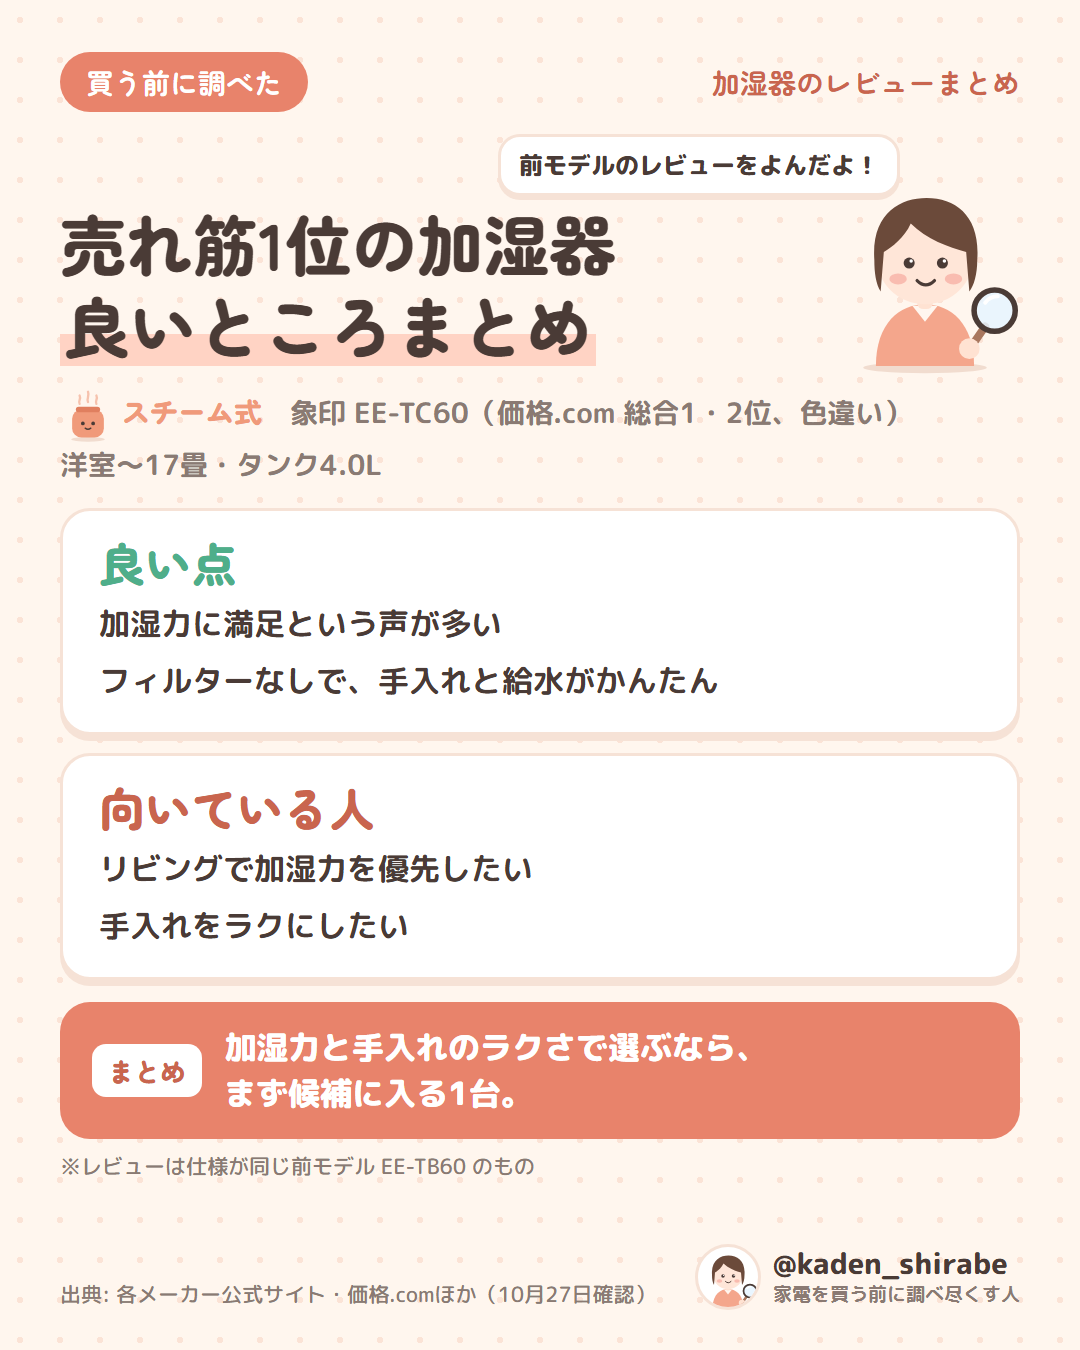 買う前に調べた
加湿器のレビューまとめ
前モデルのレビューをよんだよ！
売れ筋1位の加湿器
良いところまとめ
スチーム式　象印 EE-TC60（価格.com 総合1・2位、色違い）
洋室〜17畳・タンク4.0L
良い点
加湿力に満足という声が多い
フィルターなしで、手入れと給水がかんたん
向いている人
リビングで加湿力を優先したい
手入れをラクにしたい
まとめ
加湿力と手入れのラクさで選ぶなら、
まず候補に入る1台。
※レビューは仕様が同じ前モデル EE-TB60 のもの
出典: 各メーカー公式サイト・価格.comほか（10月27日確認）
@kaden_shirabe
家電を買う前に調べ尽くす人